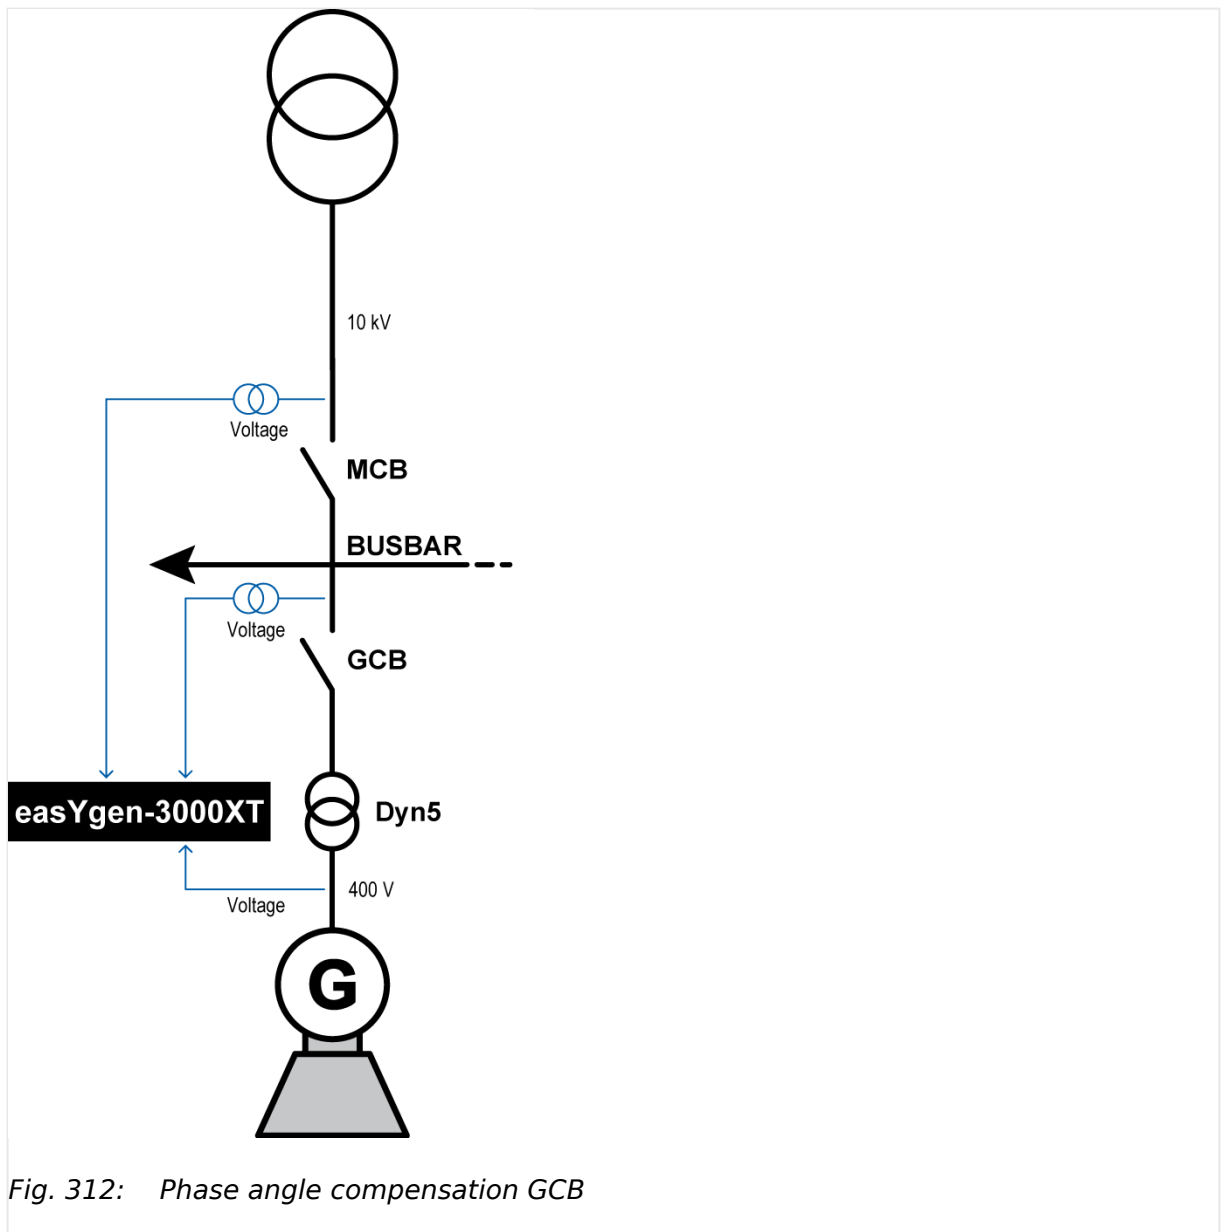 10 kV
Voltage
MCB
BUSBAR
Voltage
GCB
easYgen-3000XT
Dyn5
400 V
Voltage
G
Fig. 312: Phase angle compensation GCB